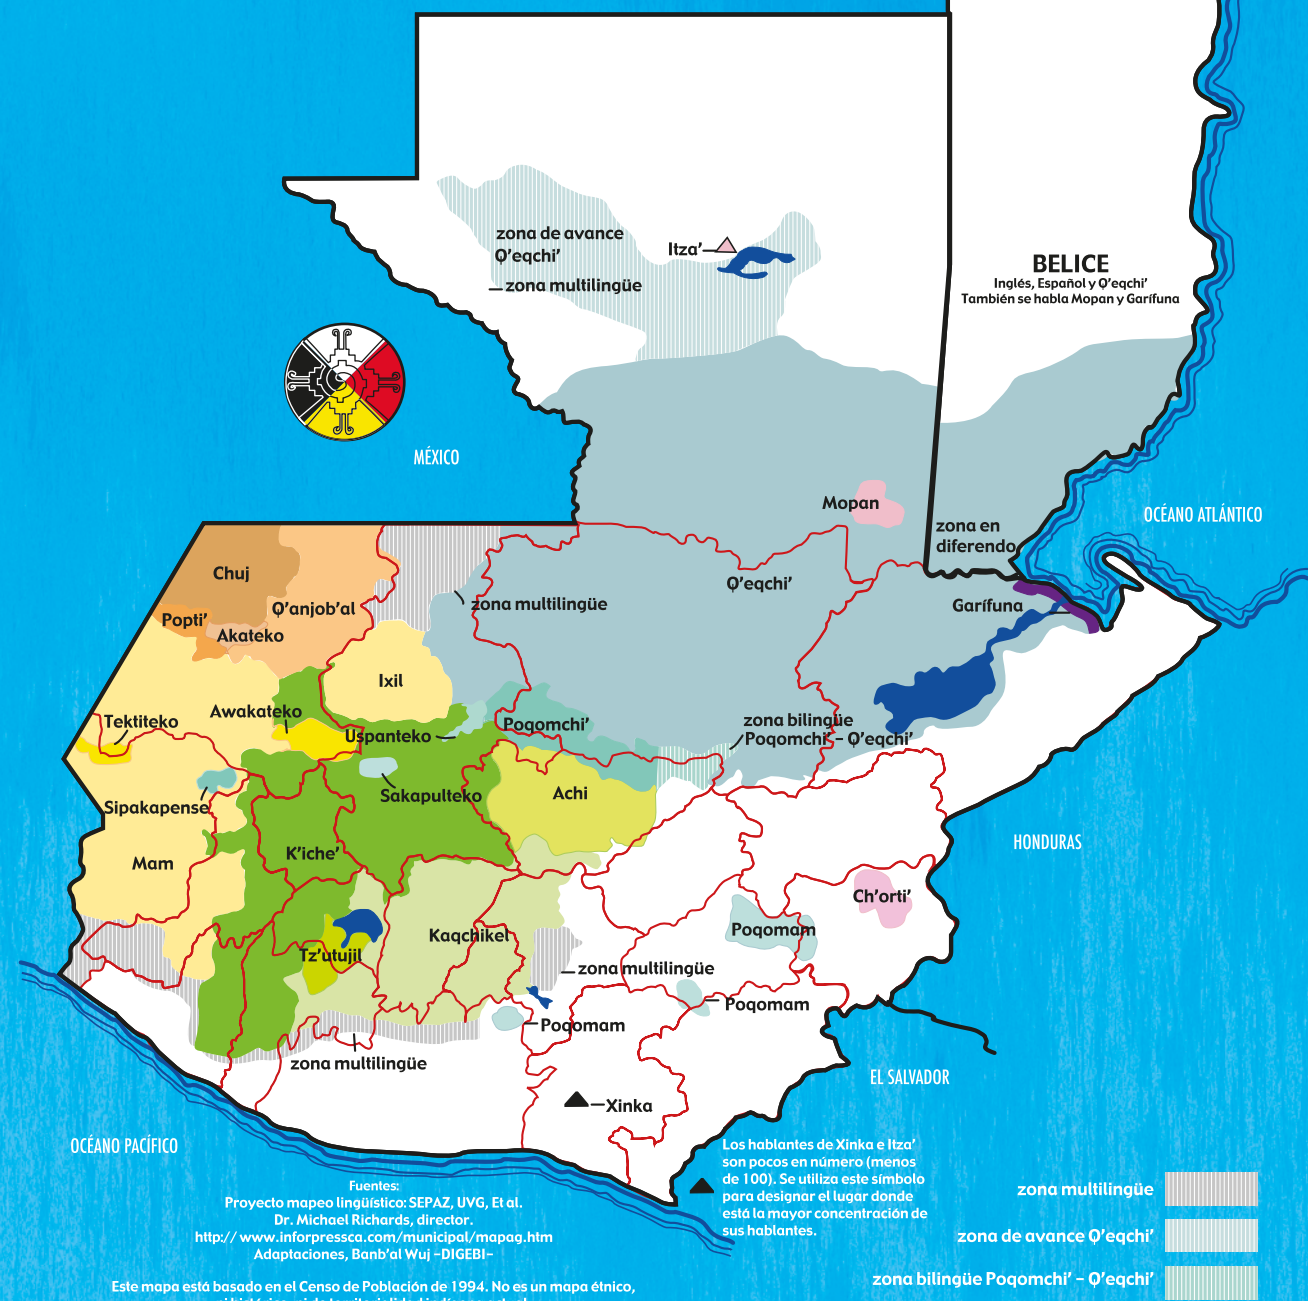 zona de avance
Q'eqchi'
zona multilingüe
Itza'
BELICE
Inglés, Español y Q'eqchi'
También se habla Mopan y Garífuna
MÉXICO
Mopan
OCÉANO ATLÁNTICO
zona en
diferendo
Chuj
Q'eqchi'
Popti'
Q'anjob'al
zona multilingüe
Garífuna
Akateko
Ixil
Tektiteko
Awakateko
Uspanteko
Poqomchi'
zona bilingüe
Poqomchi' - Q'eqchi'
Sipakapense
Sakapulteko
Achi
HONDURAS
Mam
K'iche'
Ch'orti'
Kaqchikel
Poqomam
Tz'utujil
zona multilingüe
Poqomam
Poqomam
zona multilingüe
EL SALVADOR
Xinka
OCÉANO PACÍFICO
Los hablantes de Xinka e Itza'
son pocos en número (menos
de 100). Se utiliza este símbolo
para designar el lugar donde
está la mayor concentración de
sus hablantes.
Fuentes:
Proyecto mapeo lingüístico: SEPAZ, UVG, Et al.
Dr. Michael Richards, director.
http:// www.inforpressca.com/municipal/mapag.htm
Adaptaciones, Banb'al Wuj -DIGEBI-
zona multilingüe
zona de avance Q'eqchi'
zona bilingüe Poqomchi' - Q'eqchi'
Este mapa está basado en el Censo de Población de 1994. No es un mapa étnico,